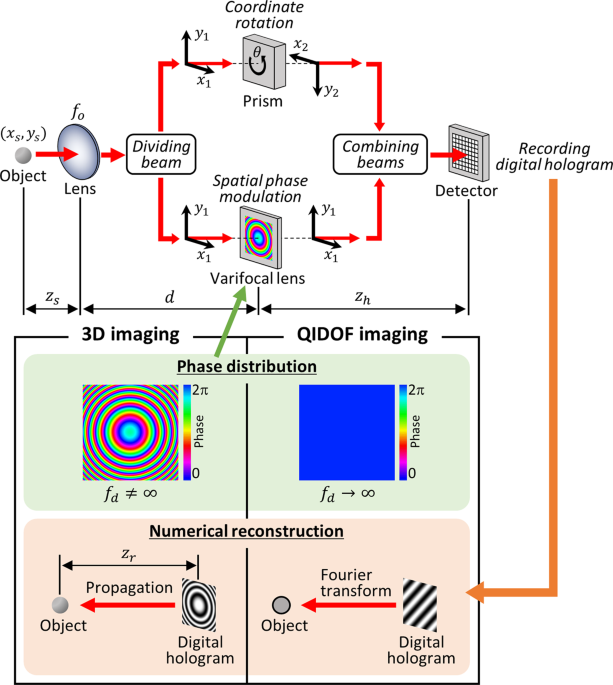 Coordinate
rotation
y₁
x₁
θ
x₂
y₂
Prism
(xₛ, yₛ)
fₒ
Object
Lens
Dividing
beam
Combining
beams
Detector
Recording
digital hologram
Spatial phase
modulation
y₁
x₁
y₁
x₁
Varifocal lens
zₛ
d
zₕ
3D imaging
QIDOF imaging
Phase distribution
2π
Phase
0
2π
Phase
0
f_d ≠ ∞
f_d → ∞
Numerical reconstruction
zᵣ
Propagation
Object
Digital
hologram
Fourier
transform
Object
Digital
hologram